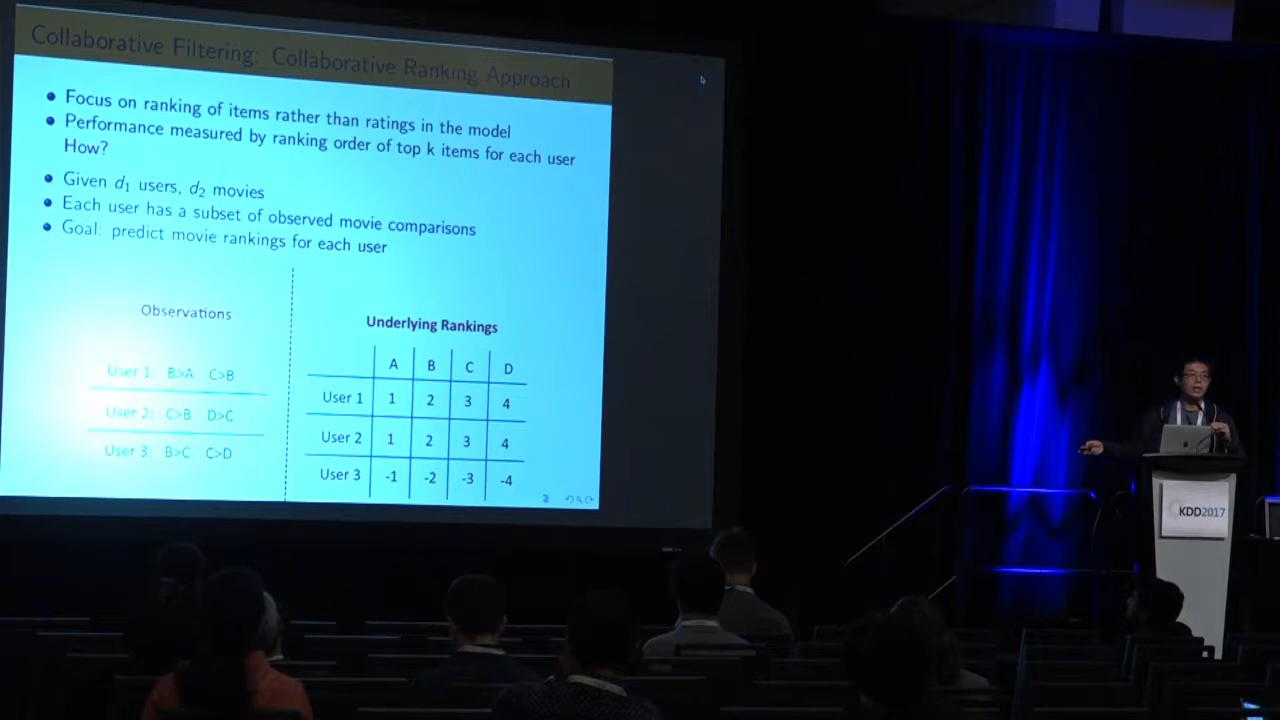 Collaborative Filtering: Collaborative Ranking Approach
Focus on ranking of items rather than ratings in the model
Performance measured by ranking order of top k items for each user
How?
Given d₁ users, d₂ movies
Each user has a subset of observed movie comparisons
Goal: predict movie rankings for each user
Observations
User 1: B>A C>B
User 2: C>B D>C
User 3: B>C C>D
Underlying Rankings
A B C D
User 1 1 2 3 4
User 2 1 2 3 4
User 3 -1 -2 -3 -4
KDD2017